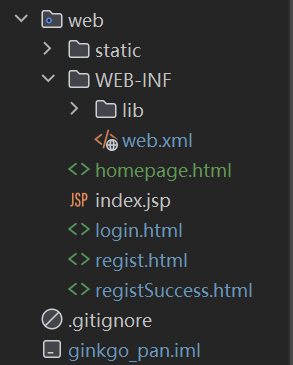 web
static
WEB-INF
lib
web.xml
homepage.html
JSP index.jsp
login.html
regist.html
registSuccess.html
.gitignore
ginkgo_pan.iml